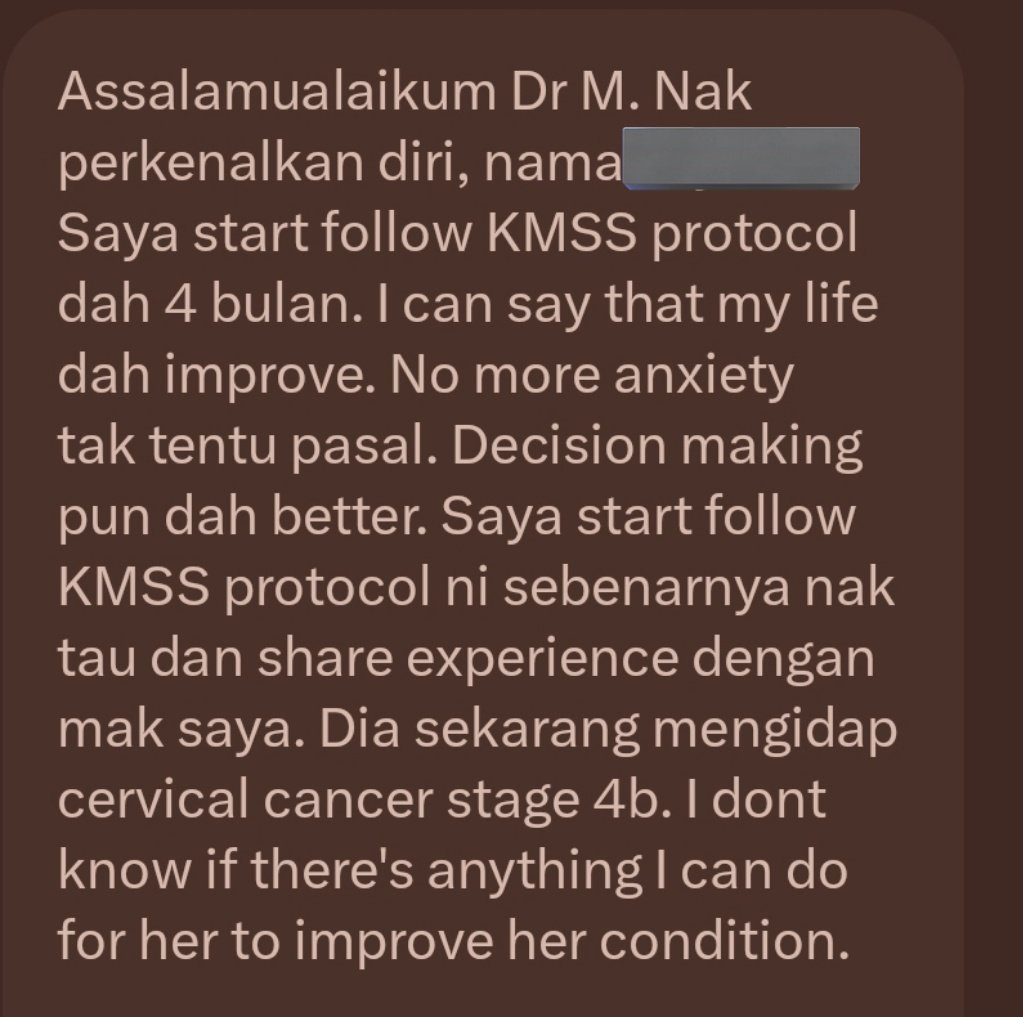 Assalamualaikum Dr M. Nak
perkenalkan diri, nama
Saya start follow KMSS protocol
dah 4 bulan. I can say that my life
dah improve. No more anxiety
tak tentu pasal. Decision making
pun dah better. Saya start follow
KMSS protocol ni sebenarnya nak
tau dan share experience dengan
mak saya. Dia sekarang mengidap
cervical cancer stage 4b. I dont
know if there's anything I can do
for her to improve her condition.